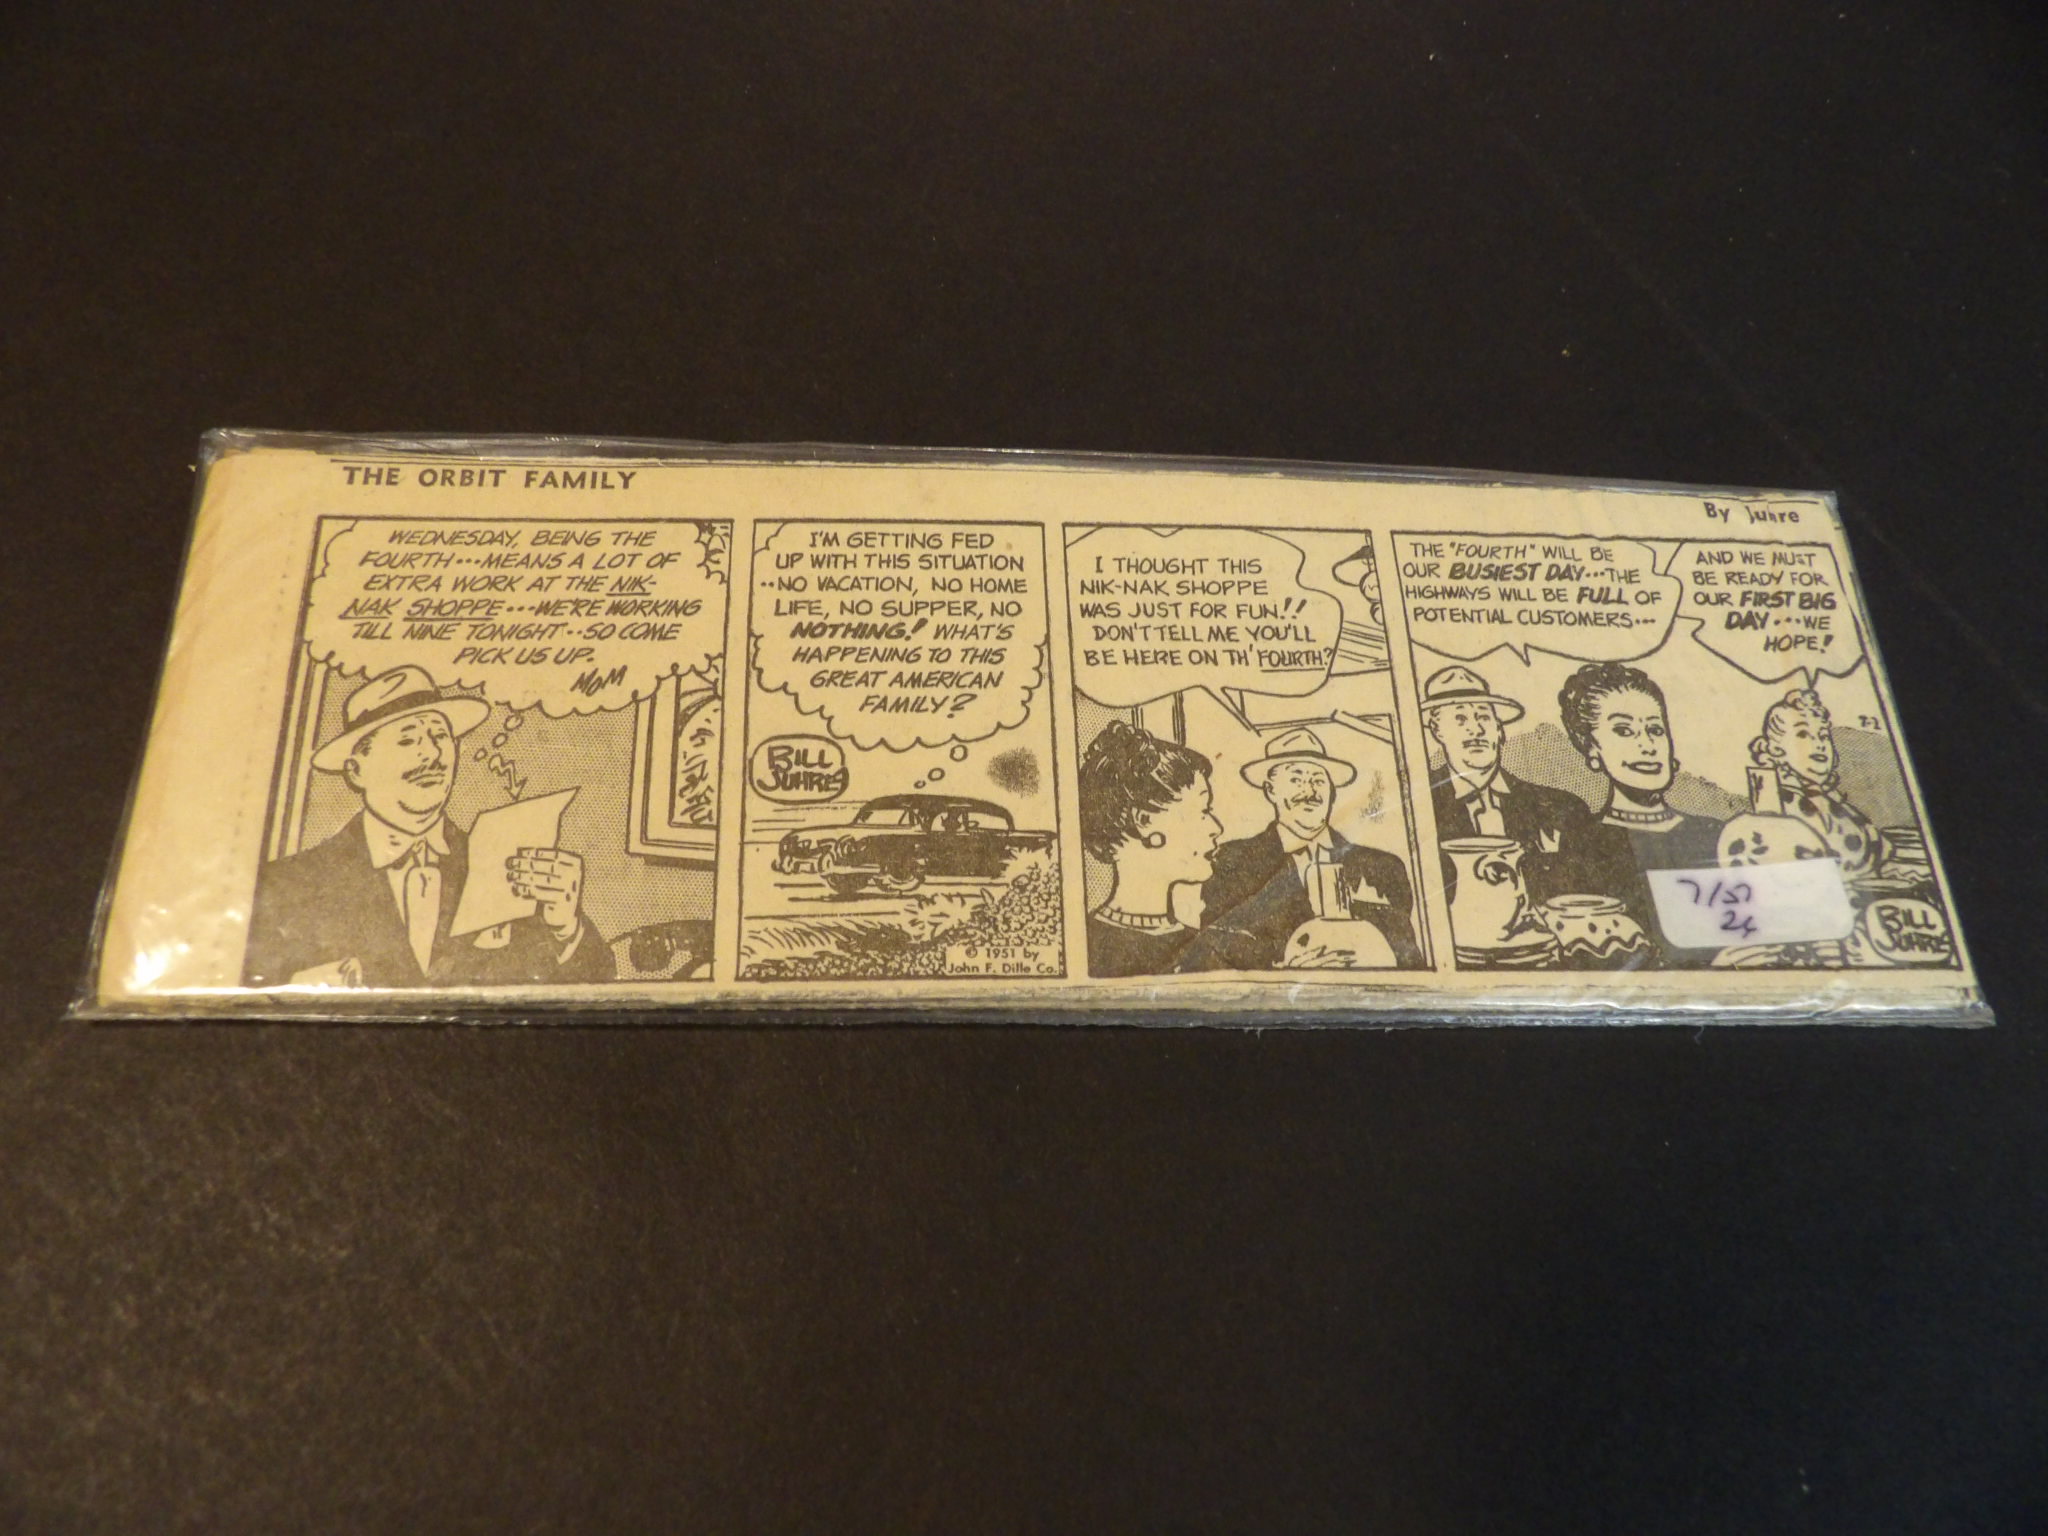 THE ORBIT FAMILY
By Juhre
WEDNESDAY, BEING THE
FOURTH...MEANS A LOT OF
EXTRA WORK AT THE NIK-
NAK SHOPPE...WE'RE WORKING
TILL NINE TONIGHT..SO COME
PICK US UP.
MOM
I'M GETTING FED
UP WITH THIS SITUATION
..NO VACATION, NO HOME
LIFE, NO SUPPER, NO
NOTHING! WHAT'S
HAPPENING TO THIS
GREAT AMERICAN
FAMILY?
BILL
JUHRE
© 1951 by
John F. Dille Co.
I THOUGHT THIS
NIK-NAK SHOPPE
WAS JUST FOR FUN!!
DON'T TELL ME YOU'LL
BE HERE ON TH' FOURTH?
THE "FOURTH" WILL BE
OUR BUSIEST DAY...THE
HIGHWAYS WILL BE FULL OF
POTENTIAL CUSTOMERS...
AND WE MUST
BE READY FOR
OUR FIRST BIG
DAY...WE
HOPE!
7/51
24
BILL
JUHRE